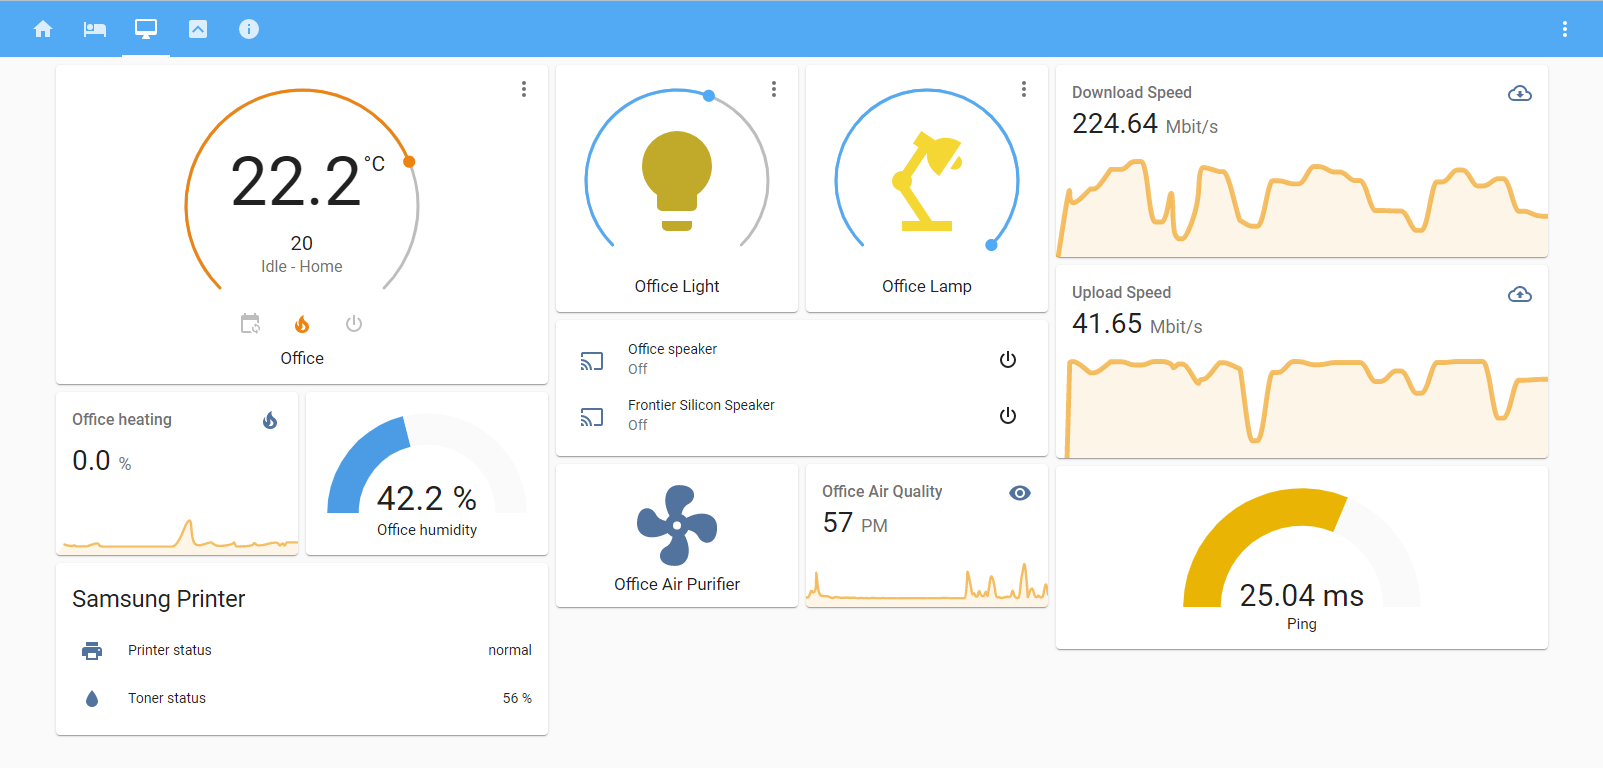 22.2 °C
20
Idle - Home
Office
Office heating
0.0 %
42.2 %
Office humidity
Samsung Printer
Printer status normal
Toner status 56 %
Office Light
Office Lamp
Office speaker
Off
Frontier Silicon Speaker
Off
Office Air Purifier
Office Air Quality
57 PM
Download Speed
224.64 Mbit/s
Upload Speed
41.65 Mbit/s
25.04 ms
Ping